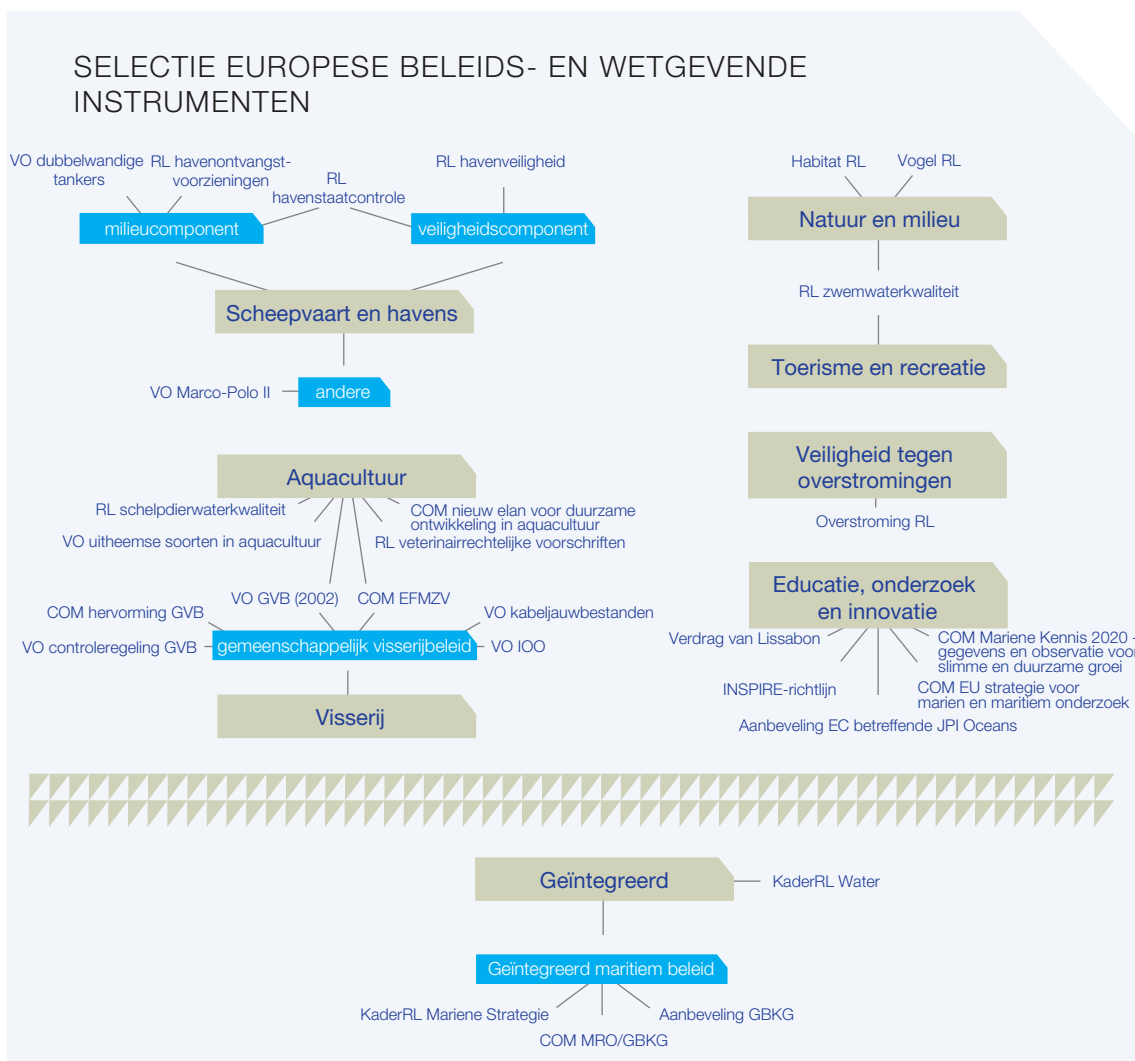 SELECTIE EUROPESE BELEIDS- EN WETGEVENDE
INSTRUMENTEN
VO dubbelwandige
tankers
RL havenontvangst-
voorzieningen
RL
havenstaatcontrole
RL havenveiligheid
milieucomponent
veiligheidscomponent
Scheepvaart en havens
VO Marco-Polo II
andere
Aquacultuur
RL schelpdierwaterkwaliteit
COM nieuw elan voor duurzame
ontwikkeling in aquacultuur
VO uitheemse soorten in aquacultuur
RL veterinairrechtelijke voorschriften
VO GVB (2002)
COM EFMZV
COM hervorming GVB
VO kabeljauwbestanden
VO controleregeling GVB
gemeenschappelijk visserijbeleid
VO IOO
Visserij
Habitat RL
Vogel RL
Natuur en milieu
RL zwemwaterkwaliteit
Toerisme en recreatie
Veiligheid tegen
overstromingen
Overstroming RL
Educatie, onderzoek
en innovatie
Verdrag van Lissabon
COM Mariene Kennis 2020 -
gegevens en observatie voor
slimme en duurzame groei
INSPIRE-richtlijn
COM EU strategie voor
marien en maritiem onderzoek
Aanbeveling EC betreffende JPI Oceans
Geïntegreerd
KaderRL Water
Geïntegreerd maritiem beleid
KaderRL Mariene Strategie
Aanbeveling GBKG
COM MRO/GBKG